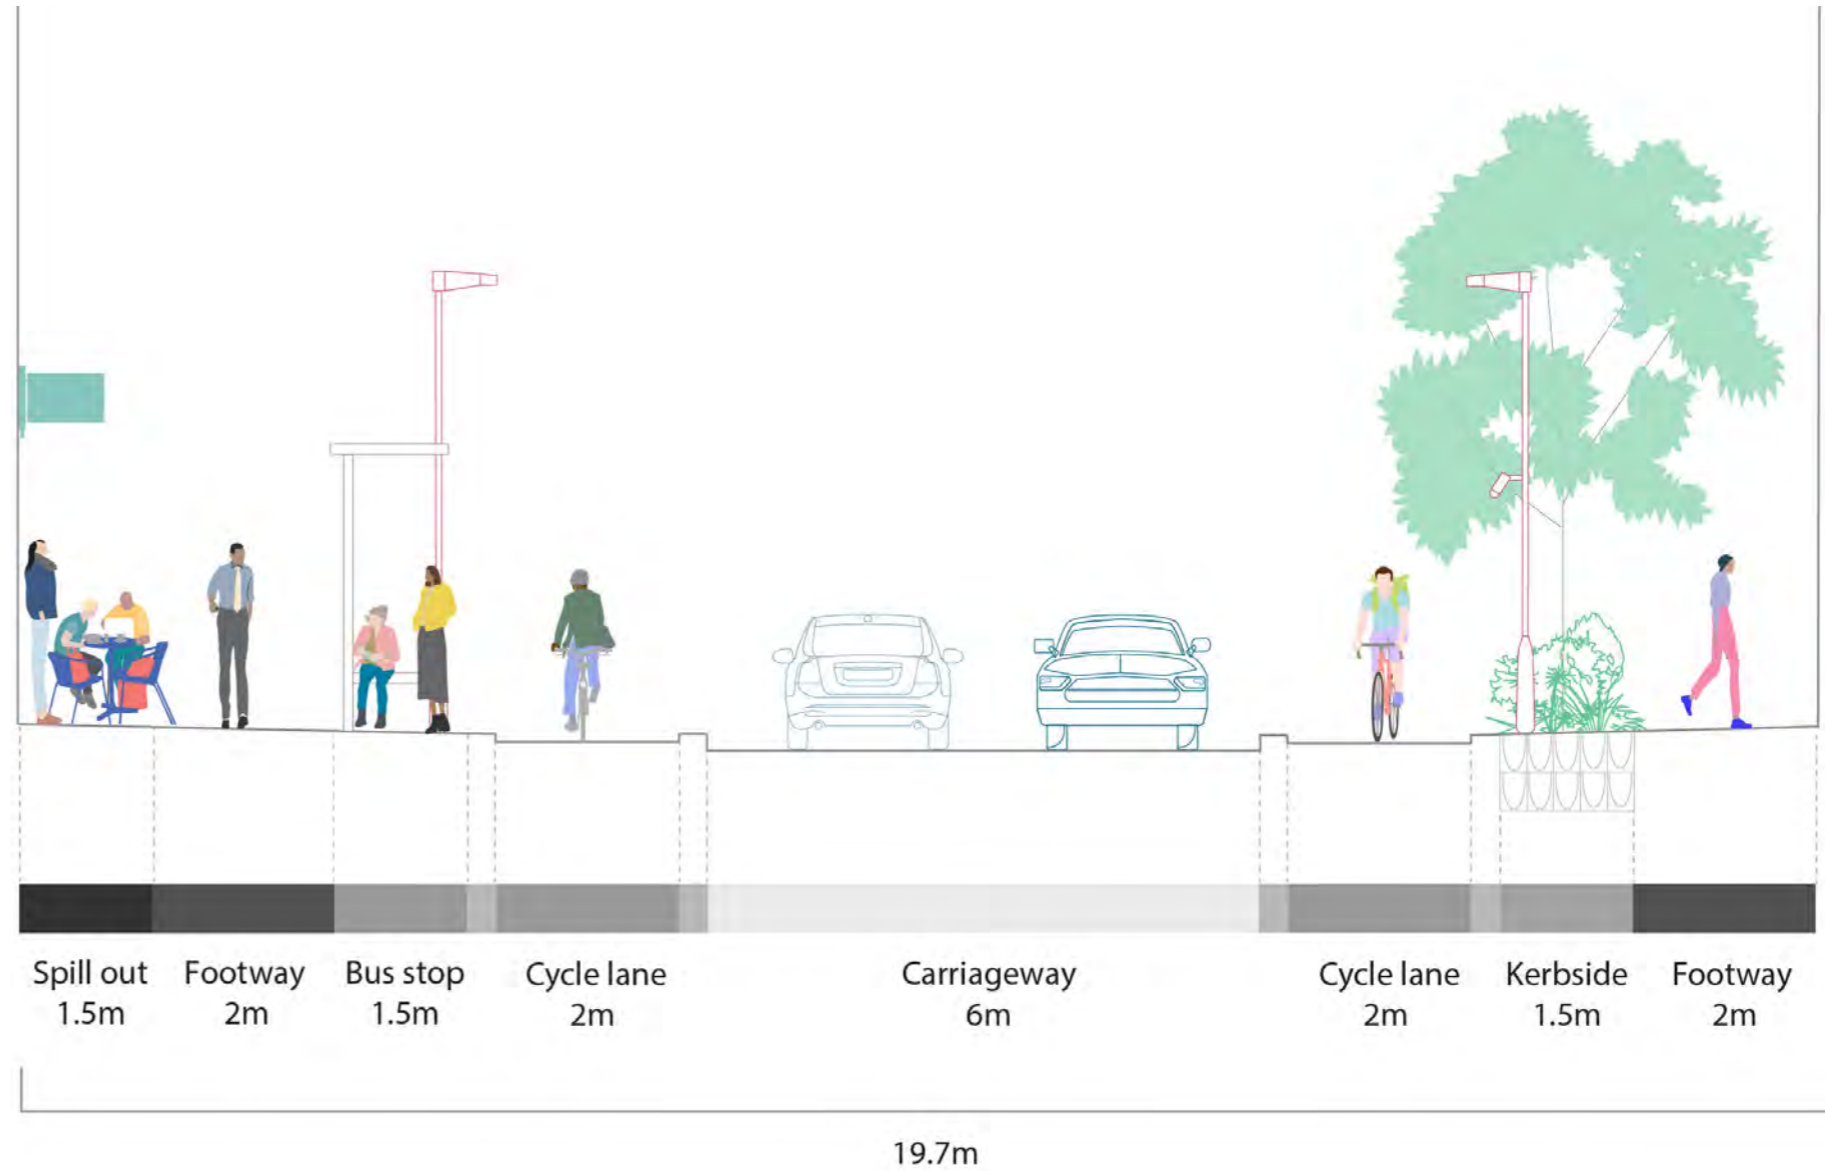 Spill out
1.5m
Footway
2m
Bus stop
1.5m
Cycle lane
2m
Carriageway
6m
Cycle lane
2m
Kerbside
1.5m
Footway
2m
19.7m